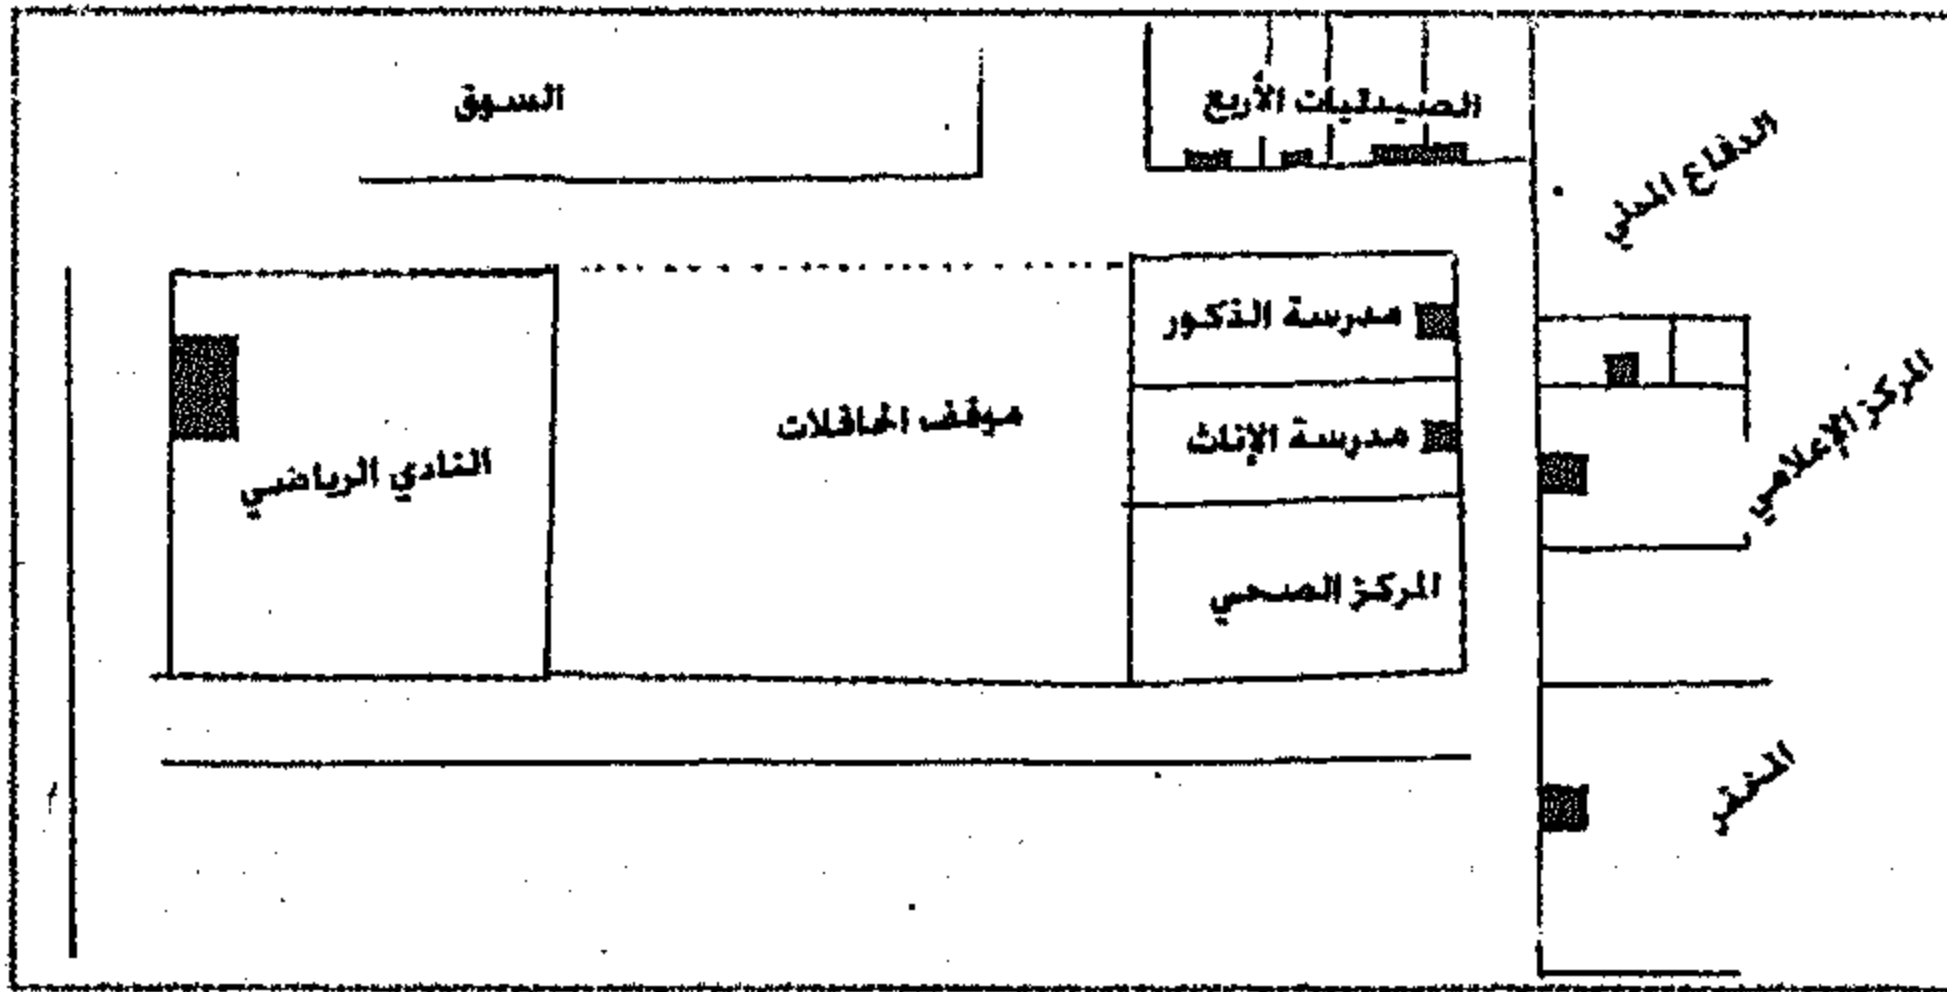 السوق
الصيدليات الأربع
الدفاع المدني
مدرسة الذكور
المركز الإعلامي
موقف الحافلات
مدرسة الإناث
النادي الرياضي
المركز الصحي
المخفر